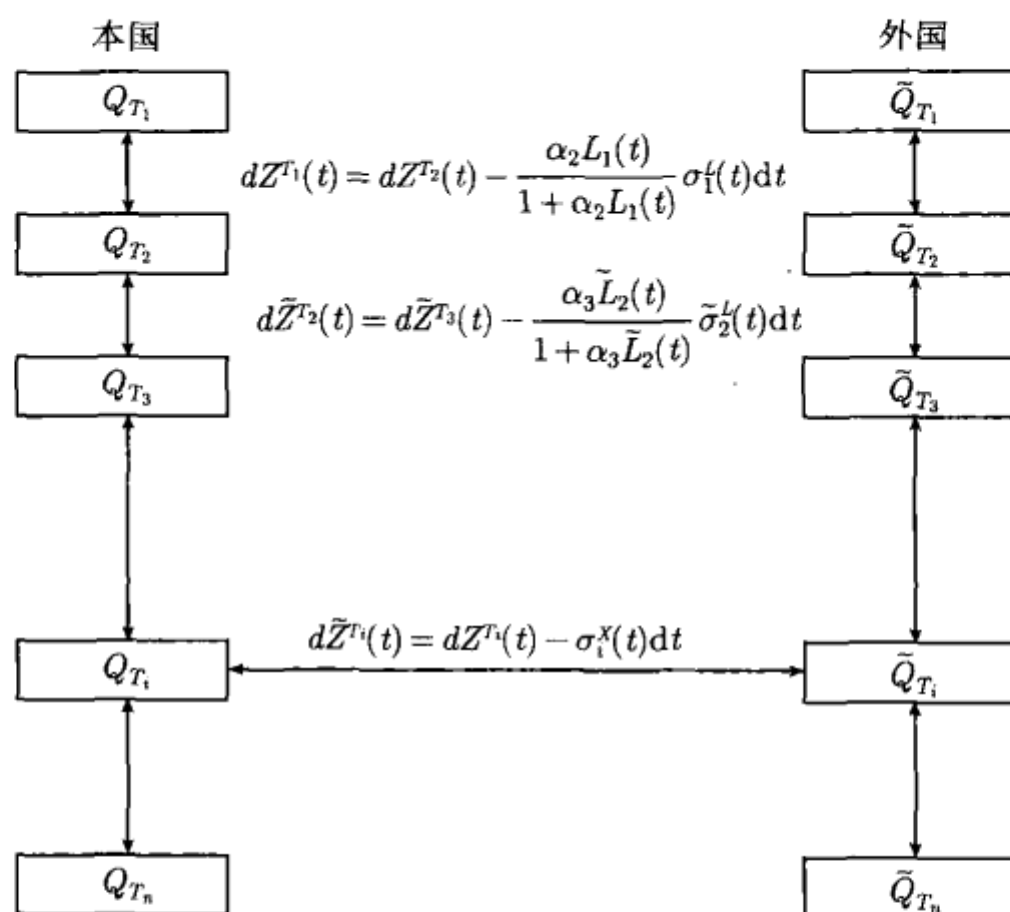 本国 外国
Q_{T_1} \tilde{Q}_{T_1}
dZ^{T_1}(t) = dZ^{T_2}(t) - \frac{\alpha_2 L_1(t)}{1 + \alpha_2 L_1(t)} \sigma_1^L(t)dt
Q_{T_2} \tilde{Q}_{T_2}
d\tilde{Z}^{T_2}(t) = d\tilde{Z}^{T_3}(t) - \frac{\alpha_3 \tilde{L}_2(t)}{1 + \alpha_3 \tilde{L}_2(t)} \tilde{\sigma}_2^L(t)dt
Q_{T_3} \tilde{Q}_{T_3}
d\tilde{Z}^{T_i}(t) = dZ^{T_i}(t) - \sigma_i^X(t)dt
Q_{T_i} \tilde{Q}_{T_i}
Q_{T_n} \tilde{Q}_{T_n}